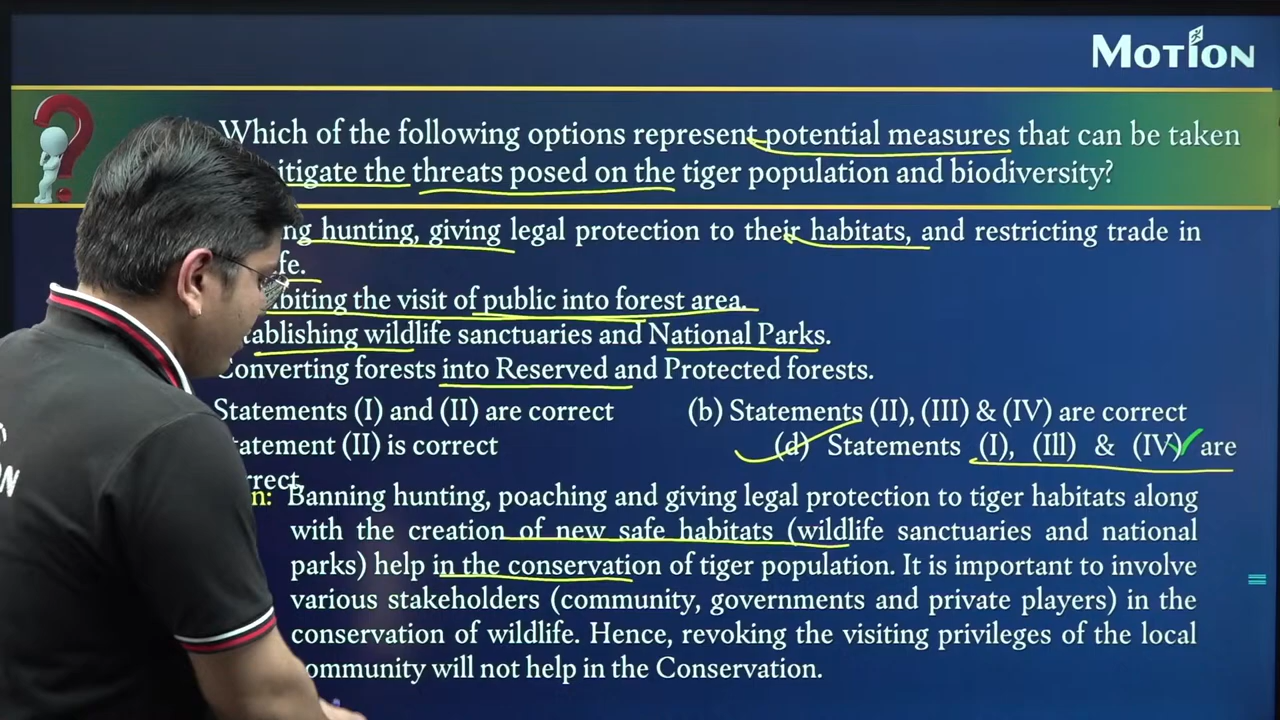 MOTION
Which of the following options represent potential measures that can be taken
itigate the threats posed on the tiger population and biodiversity?
ng hunting, giving legal protection to their habitats, and restricting trade in
fe.
biting the visit of public into forest area.
tablishing wildlife sanctuaries and National Parks.
Converting forests into Reserved and Protected forests.
Statements (I) and (II) are correct (b) Statements (II), (III) & (IV) are correct
tatement (II) is correct (d) Statements (I), (Ill) & (IV) are
rrect
n: Banning hunting, poaching and giving legal protection to tiger habitats along
with the creation of new safe habitats (wildlife sanctuaries and national
parks) help in the conservation of tiger population. It is important to involve
various stakeholders (community, governments and private players) in the
conservation of wildlife. Hence, revoking the visiting privileges of the local
ommunity will not help in the Conservation.